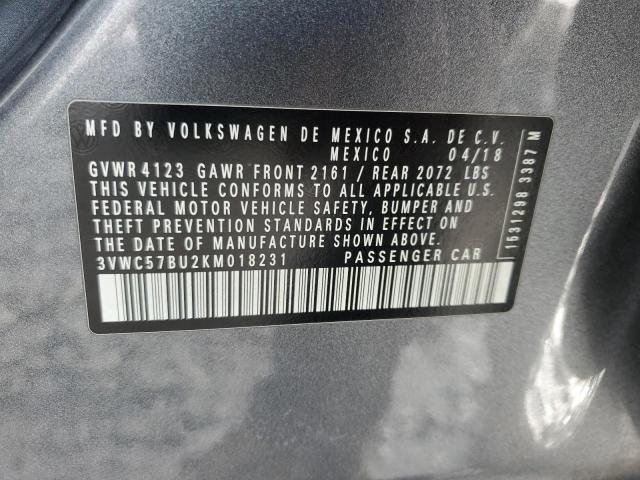 MFD BY VOLKSWAGEN DE MEXICO S.A. DE C.V.
MEXICO 04/18
GVWR 4123 GAWR FRONT 2161 / REAR 2072 LBS
THIS VEHICLE CONFORMS TO ALL APPLICABLE U.S.
FEDERAL MOTOR VEHICLE SAFETY, BUMPER AND
THEFT PREVENTION STANDARDS IN EFFECT ON
THE DATE OF MANUFACTURE SHOWN ABOVE.
3VWC57BU2KM018231 PASSENGER CAR
1531298 3387 M